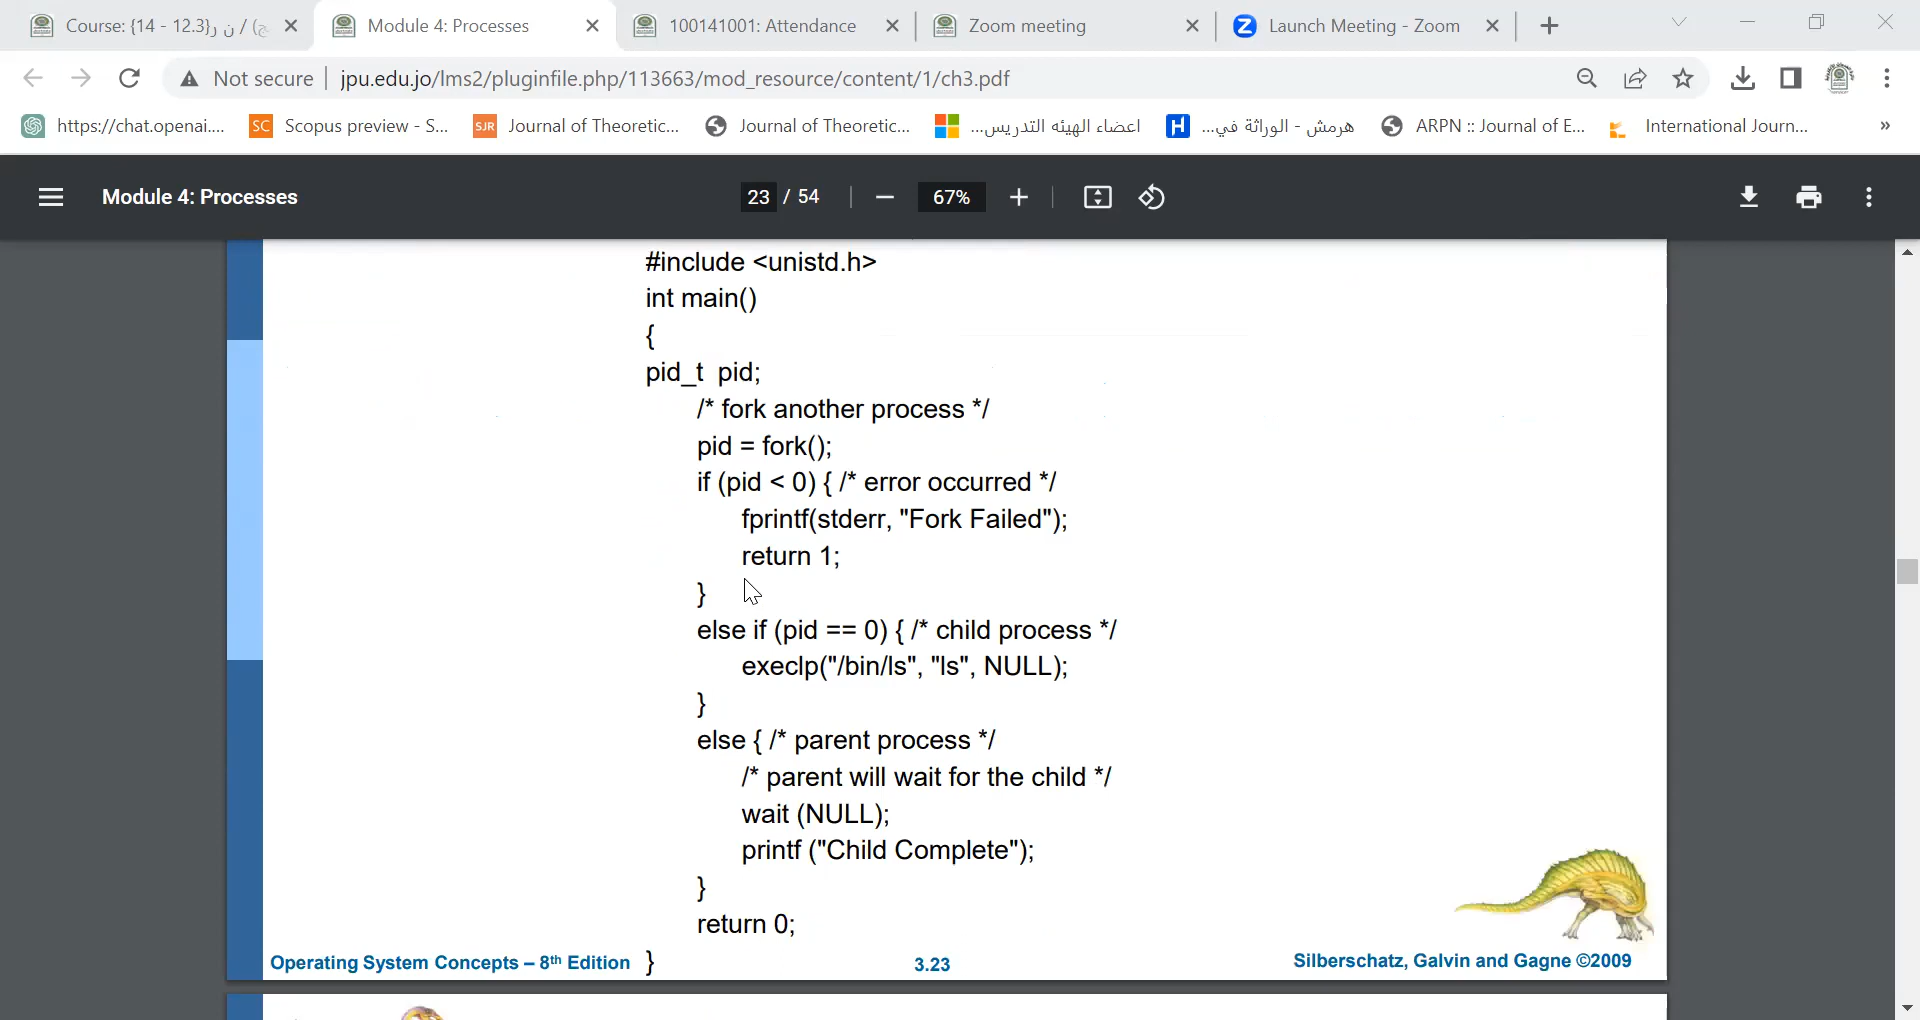 Course: {14 - 12.3}ن ر / (ج
Module 4: Processes
100141001: Attendance
Zoom meeting
Launch Meeting - Zoom
Not secure
jpu.edu.jo/lms2/pluginfile.php/113663/mod_resource/content/1/ch3.pdf
https://chat.openai....
SC Scopus preview - S...
SJR Journal of Theoretic...
Journal of Theoretic...
اعضاء الهيئه التدريس...
H هرمش - الوراثة في...
ARPN :: Journal of E...
International Journ...
»
Module 4: Processes
23 / 54
67%
#include <unistd.h>
int main()
{
pid_t pid;
/* fork another process */
pid = fork();
if (pid < 0) { /* error occurred */
fprintf(stderr, "Fork Failed");
return 1;
}
else if (pid == 0) { /* child process */
execlp("/bin/ls", "ls", NULL);
}
else { /* parent process */
/* parent will wait for the child */
wait (NULL);
printf ("Child Complete");
}
return 0;
}
Operating System Concepts – 8th Edition
3.23
Silberschatz, Galvin and Gagne ©2009